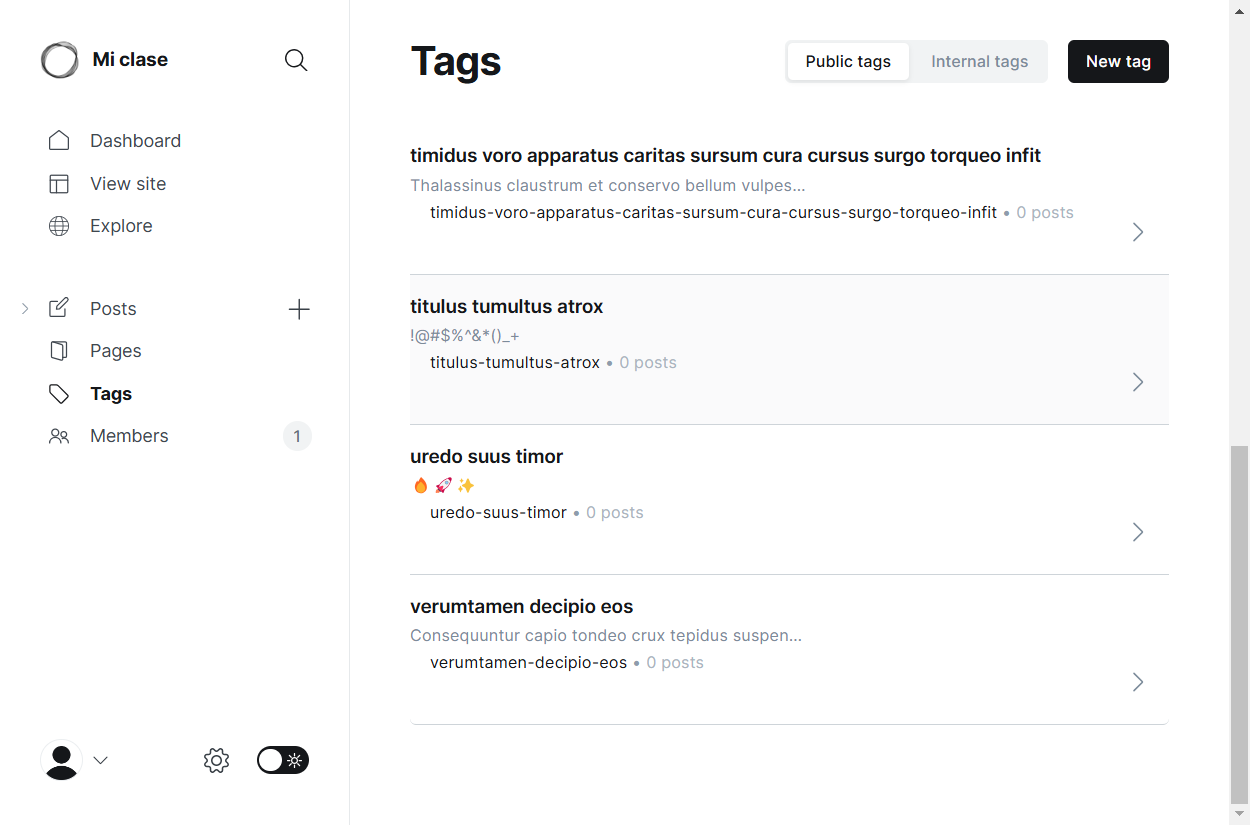 Mi clase
Dashboard
View site
Explore
Posts
Pages
Tags
Members
1
Tags
Public tags
Internal tags
New tag
timidus voro apparatus caritas sursum cura cursus surgo torqueo infit
Thalassinus claustrum et conservo bellum vulpes...
timidus-voro-apparatus-caritas-sursum-cura-cursus-surgo-torqueo-infit • 0 posts
titulus tumultus atrox
!@#$%^&*()_+
titulus-tumultus-atrox • 0 posts
uredo suus timor
🔥🚀✨
uredo-suus-timor • 0 posts
verumtamen decipio eos
Consequuntur capio tondeo crux tepidus suspen...
verumtamen-decipio-eos • 0 posts